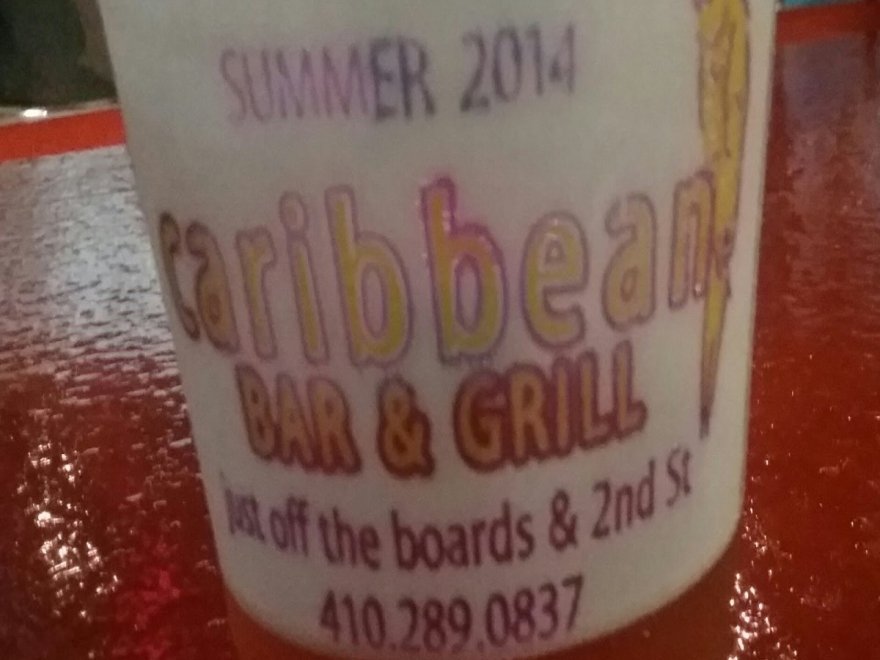 SUMMER 2014
caribbean
BAR & GRILL
just off the boards & 2nd St
410.289.0837